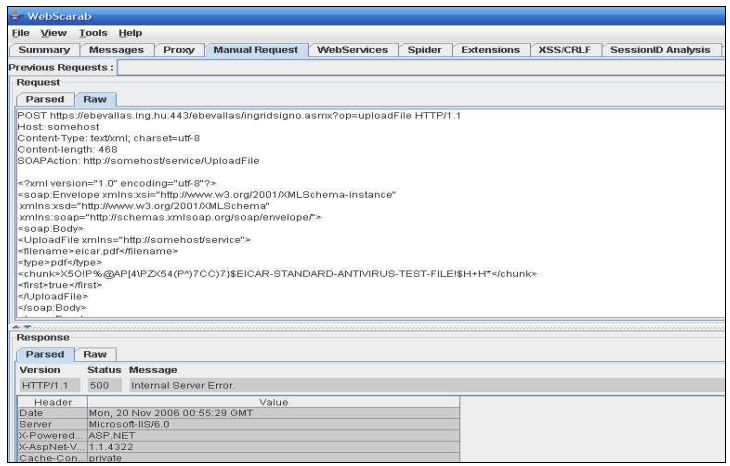 WebScarab
File View Tools Help
Summary Messages Proxy Manual Request WebServices Spider Extensions XSS/CRLF SessionID Analysis
Previous Requests :
Request
Parsed Raw
POST https://ebevallas.ing.hu:443/ebevallas/ingridsigno.asmx?op=uploadFile HTTP/1.1
Host: somehost
Content-Type: text/xml; charset=utf-8
Content-length: 468
SOAPAction: http://somehost/service/UploadFile
<?xml version="1.0" encoding="utf-8"?>
<soap:Envelope xmlns:xsi="http://www.w3.org/2001/XMLSchema-instance"
xmlns:xsd="http://www.w3.org/2001/XMLSchema"
xmlns:soap="http://schemas.xmlsoap.org/soap/envelope/">
<soap:Body>
<UploadFile xmlns="http://somehost/service">
<filename>eicar.pdf</filename>
<type>pdf</type>
<chunk>X5O!P%@AP[4\PZX54(P^)7CC)7}$EICAR-STANDARD-ANTIVIRUS-TEST-FILE!$H+H*</chunk>
<first>true</first>
</UploadFile>
</soap:Body>
Response
Parsed Raw
Version Status Message
HTTP/1.1 500 Internal Server Error.
Header Value
Date Mon, 20 Nov 2006 00:55:29 GMT
Server Microsoft-IIS/6.0
X-Powered... ASP.NET
X-AspNet-V... 1.1.4322
Cache-Con... private